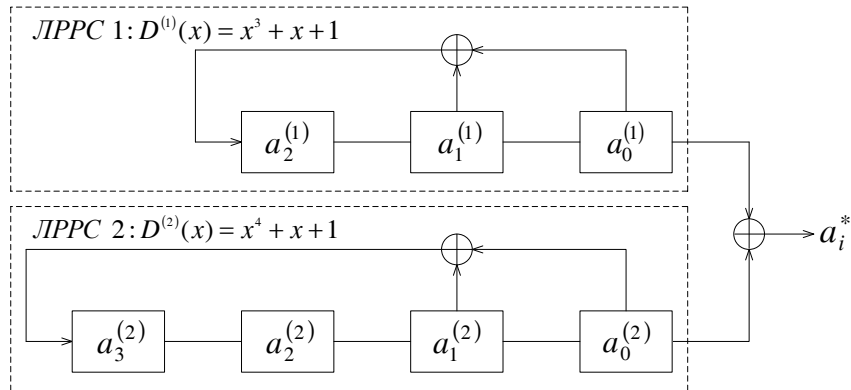 ЛРРС 1: D^(1)(x) = x^3 + x + 1
a_2^(1) a_1^(1) a_0^(1)
ЛРРС 2: D^(2)(x) = x^4 + x + 1
a_i^*
a_3^(2) a_2^(2) a_1^(2) a_0^(2)